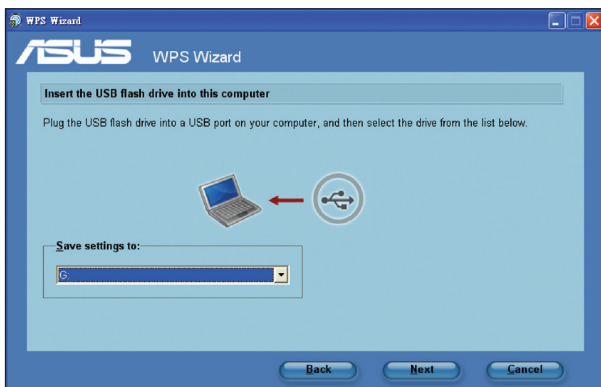 WPS Wizard
ASUS WPS Wizard
Insert the USB flash drive into this computer
Plug the USB flash drive into a USB port on your computer, and then select the drive from the list below.
Save settings to:
G:
Back Next Cancel